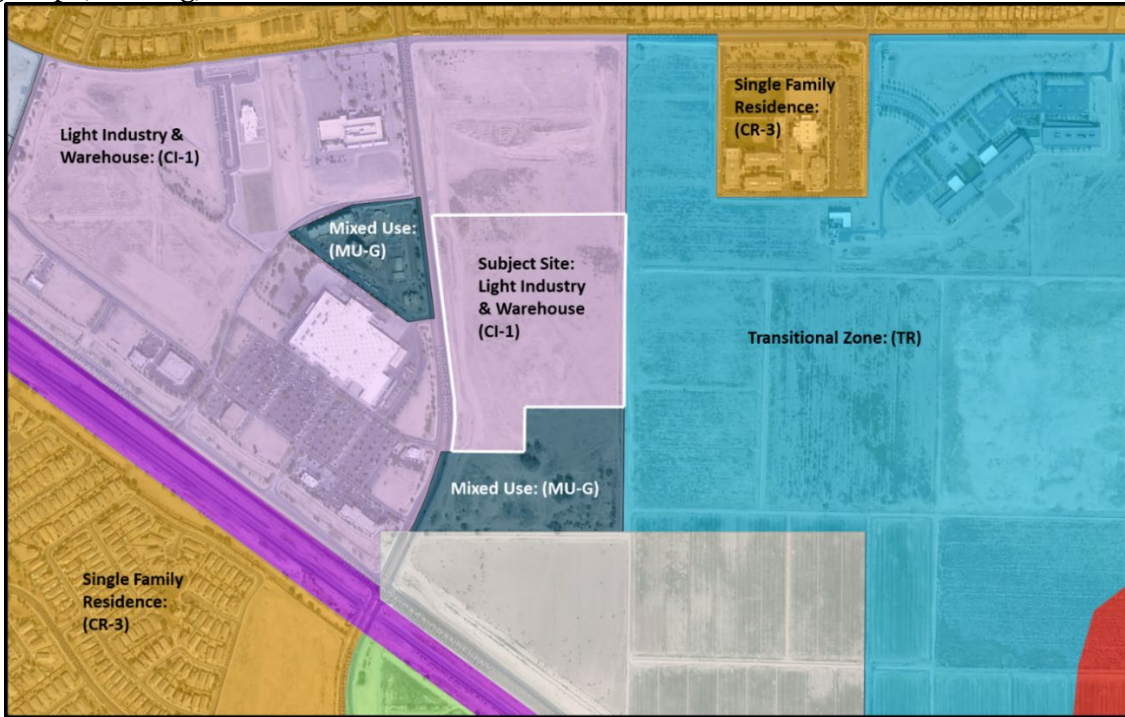 Single Family
Residence:
(CR-3)
Light Industry &
Warehouse: (CI-1)
Mixed Use:
(MU-G)
Subject Site:
Light Industry
& Warehouse
(CI-1)
Transitional Zone: (TR)
Mixed Use: (MU-G)
Single Family
Residence:
(CR-3)